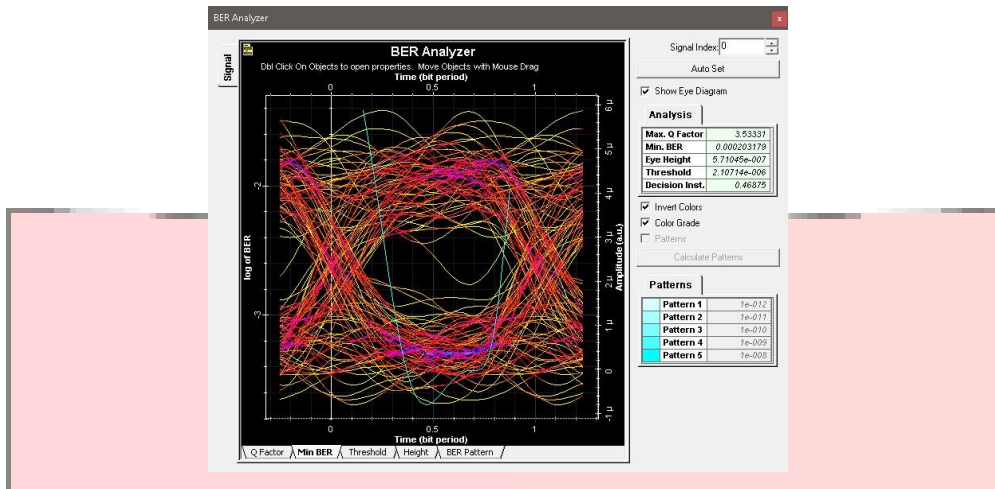 BER Analyzer
Signal
BER Analyzer
Dbl Click On Objects to open properties. Move Objects with Mouse Drag
Time (bit period)
0 0.5 1
log of BER
-2
-3
Amplitude (a.u.)
6 µ
5 µ
4 µ
3 µ
2 µ
1 µ
0
-1 µ
0 0.5 1
Time (bit period)
Q Factor Min BER Threshold Height BER Pattern
Signal Index: 0
Auto Set
Show Eye Diagram
Analysis
Max. Q Factor 3.53331
Min. BER 0.000203179
Eye Height 5.71045e-007
Threshold 2.10714e-006
Decision Inst. 0.46875
Invert Colors
Color Grade
Patterns
Calculate Patterns
Patterns
Pattern 1 1e-012
Pattern 2 1e-011
Pattern 3 1e-010
Pattern 4 1e-009
Pattern 5 1e-008